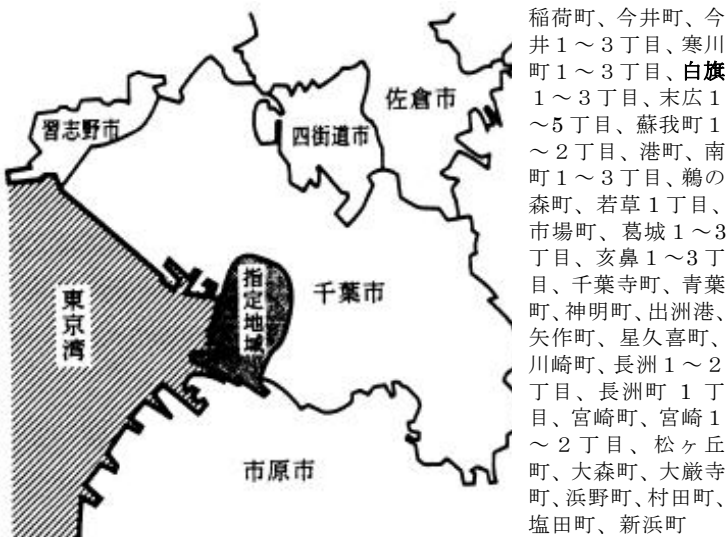 習志野市
四街道市
佐倉市
千葉市
指定地域
東京湾
市原市
稲荷町、今井町、今
井１～３丁目、寒川
町１～３丁目、白旗
１～３丁目、末広１
～5丁目、蘇我町１
～２丁目、港町、南
町１～３丁目、鵜の
森町、若草１丁目、
市場町、葛城１～3
丁目、亥鼻１～3丁
目、千葉寺町、青葉
町、神明町、出洲港、
矢作町、星久喜町、
川崎町、長洲１～２
丁目、長洲町１丁
目、宮崎町、宮崎１
～２丁目、松ヶ丘
町、大森町、大厳寺
町、浜野町、村田町、
塩田町、新浜町